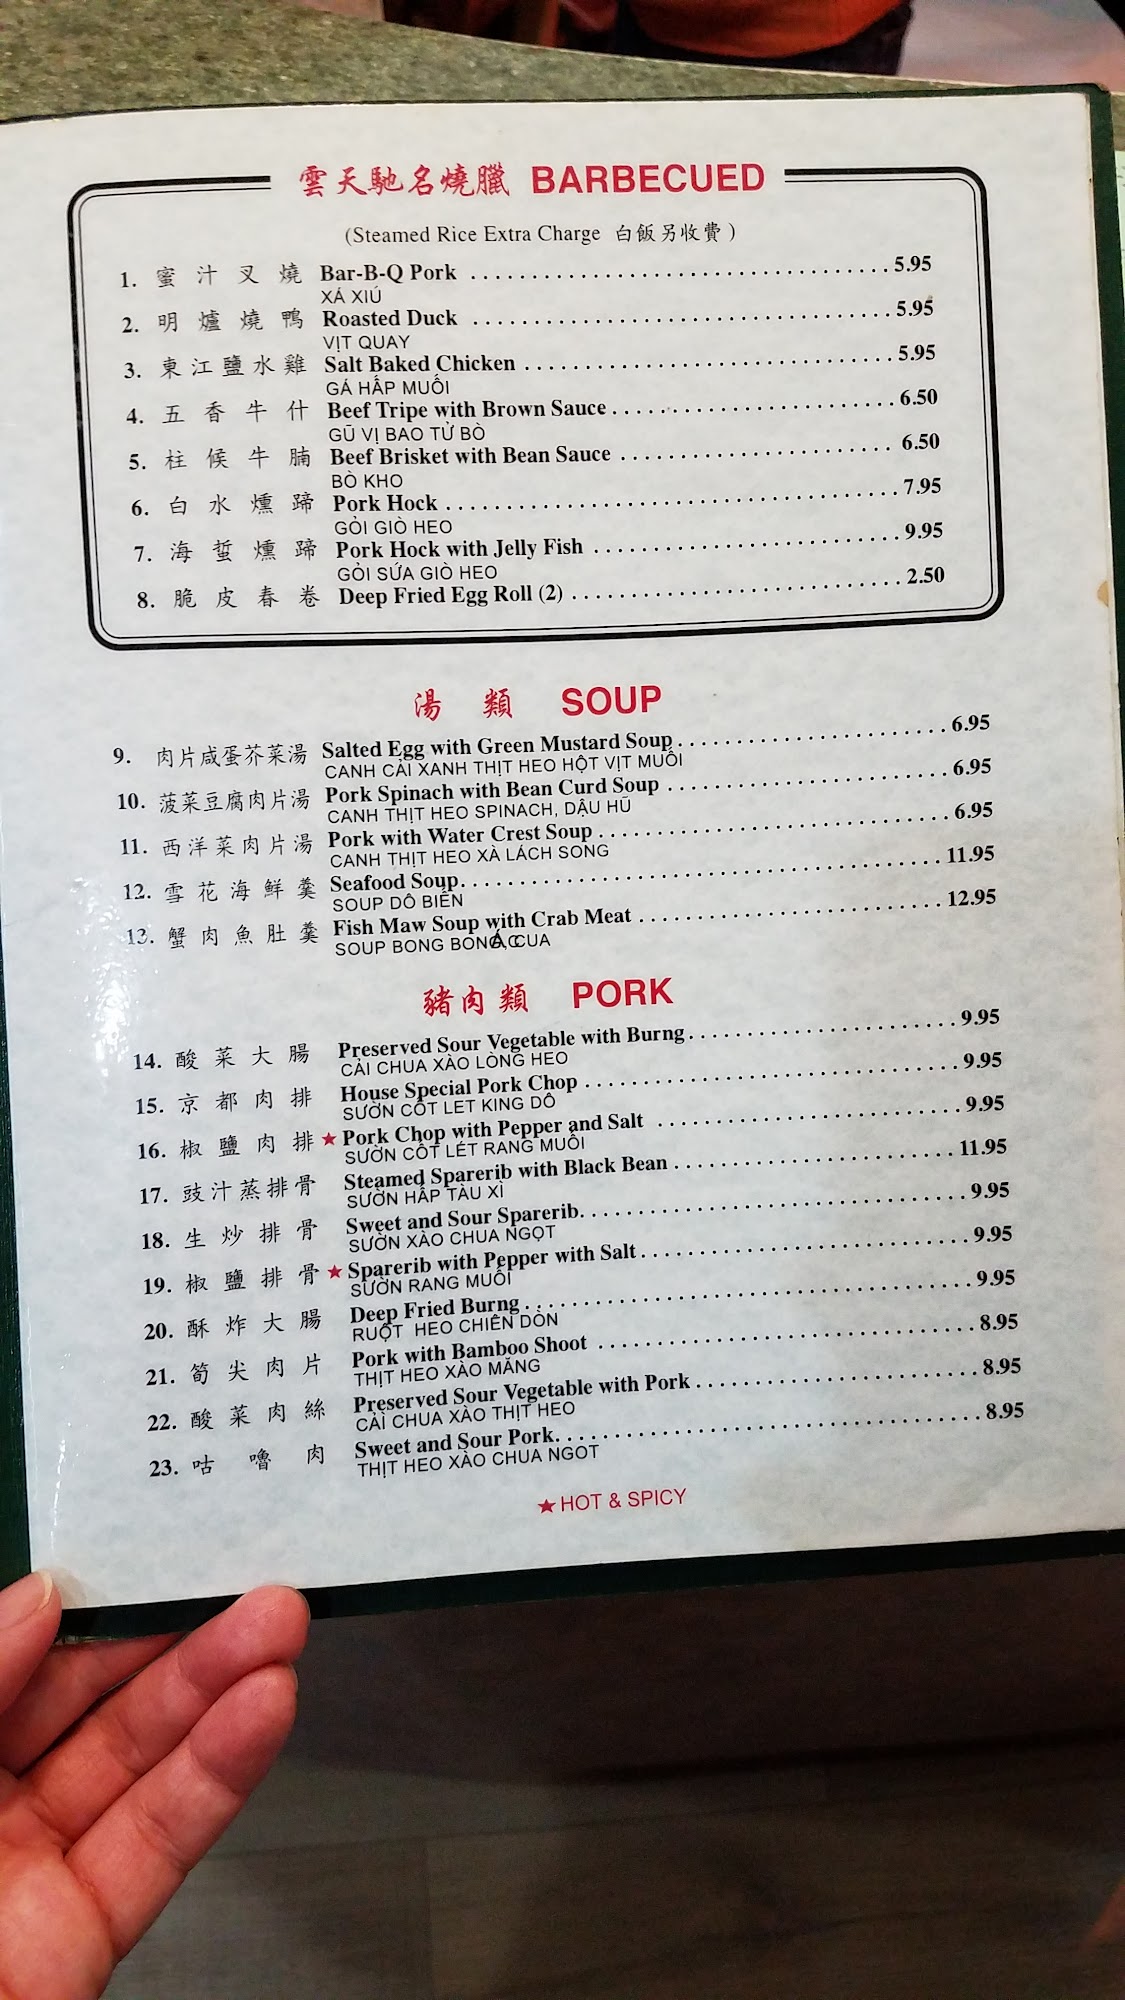 雲天馳名燒臘 BARBECUED
(Steamed Rice Extra Charge 白飯另收費)
1. 蜜汁叉燒 Bar-B-Q Pork 5.95
XÁ XIÚ
2. 明爐燒鴨 Roasted Duck 5.95
VỊT QUAY
3. 東江鹽水雞 Salt Baked Chicken 5.95
GÁ HẤP MUỐI
4. 五香牛什 Beef Tripe with Brown Sauce 6.50
GŨ VỊ BAO TỬ BÒ
5. 柱候牛腩 Beef Brisket with Bean Sauce 6.50
BÒ KHO
6. 白水燻蹄 Pork Hock 7.95
GỎI GIÒ HEO
7. 海蜇燻蹄 Pork Hock with Jelly Fish 9.95
GỎI SỨA GIÒ HEO
8. 脆皮春卷 Deep Fried Egg Roll (2) 2.50
湯類 SOUP
9. 肉片咸蛋芥菜湯 Salted Egg with Green Mustard Soup 6.95
CANH CẢI XANH THỊT HEO HỘT VỊT MUỐI
10. 菠菜豆腐肉片湯 Pork Spinach with Bean Curd Soup 6.95
CANH THỊT HEO SPINACH, DẬU HŨ
11. 西洋菜肉片湯 Pork with Water Crest Soup 6.95
CANH THỊT HEO XÀ LÁCH SONG
12. 雪花海鮮羹 Seafood Soup 11.95
SOUP DÔ BIỂN
13. 蟹肉魚肚羹 Fish Maw Soup with Crab Meat 12.95
SOUP BONG BONG CUA
豬肉類 PORK
14. 酸菜大腸 Preserved Sour Vegetable with Burng 9.95
CẢI CHUA XÀO LÒNG HEO
15. 京都肉排 House Special Pork Chop 9.95
SƯỜN CỐT LET KING DÔ
16. 椒鹽肉排 ★ Pork Chop with Pepper and Salt 9.95
SƯỜN CỐT LÉT RANG MUỐI
17. 豉汁蒸排骨 Steamed Sparerib with Black Bean 11.95
SƯỜN HẤP TÀU XÌ
18. 生炒排骨 Sweet and Sour Sparerib 9.95
SƯỜN XÀO CHUA NGỌT
19. 椒鹽排骨 ★ Sparerib with Pepper with Salt 9.95
SƯỜN RANG MUỐI
20. 酥炸大腸 Deep Fried Burng 9.95
RUỘT HEO CHIÊN DÒN
21. 筍尖肉片 Pork with Bamboo Shoot 8.95
THỊT HEO XÀO MĂNG
22. 酸菜肉絲 Preserved Sour Vegetable with Pork 8.95
CẢI CHUA XÀO THỊT HEO
23. 咕嚕肉 Sweet and Sour Pork 8.95
THỊT HEO XÀO CHUA NGOT
★ HOT & SPICY